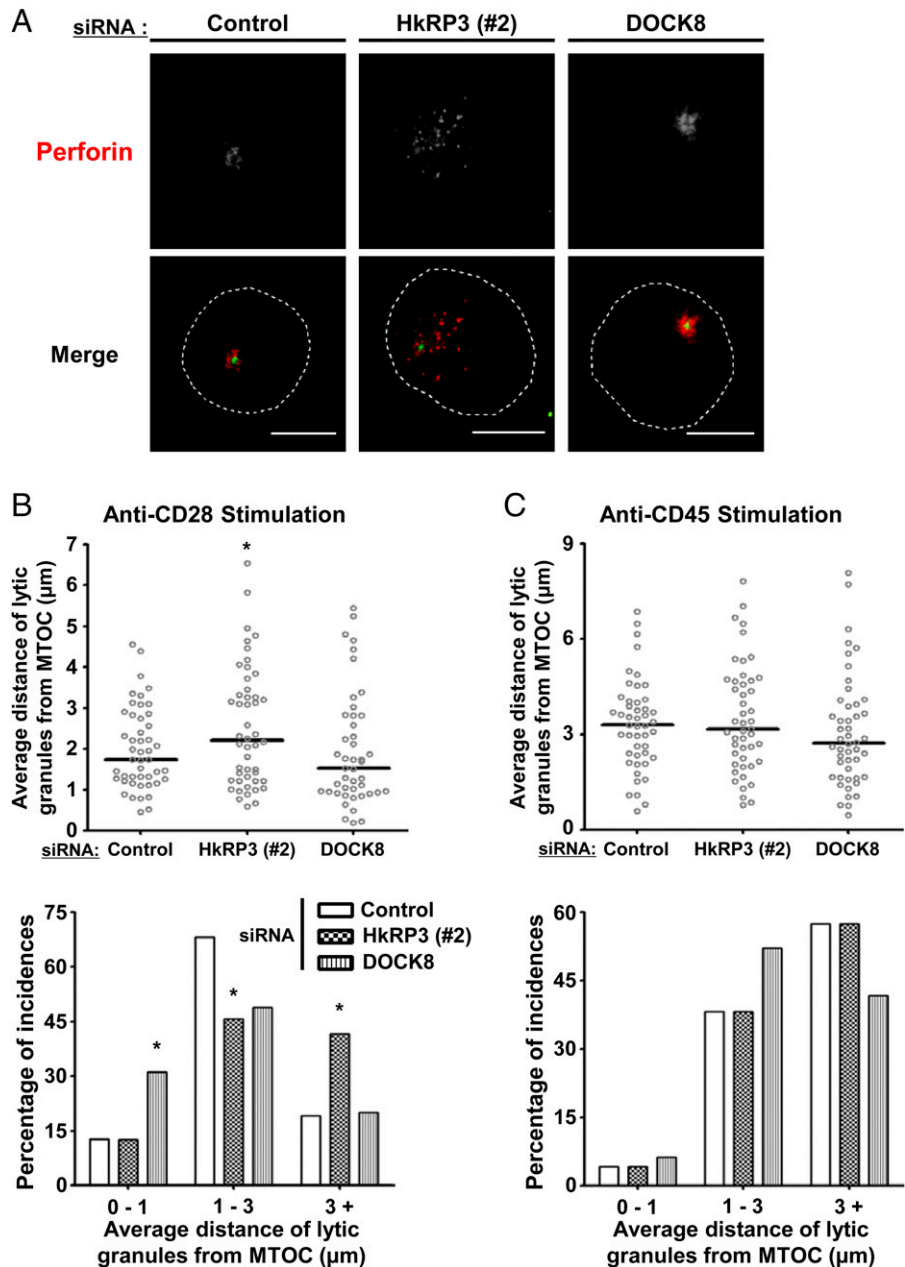 A
siRNA :
Control
HkRP3 (#2)
DOCK8
Perforin
Merge
B
Anti-CD28 Stimulation
Average distance of lytic
granules from MTOC (µm)
7
6
5
4
3
2
1
0
*
siRNA:
Control
HkRP3 (#2)
DOCK8
C
Anti-CD45 Stimulation
Average distance of lytic
granules from MTOC (µm)
9
6
3
0
siRNA:
Control
HkRP3 (#2)
DOCK8
Percentage of incidences
75
60
45
30
15
0
siRNA
Control
HkRP3 (#2)
DOCK8
*
*
*
0 - 1
1 - 3
3 +
Average distance of lytic
granules from MTOC (µm)
Percentage of incidences
60
45
30
15
0
0 - 1
1 - 3
3 +
Average distance of lytic
granules from MTOC (µm)